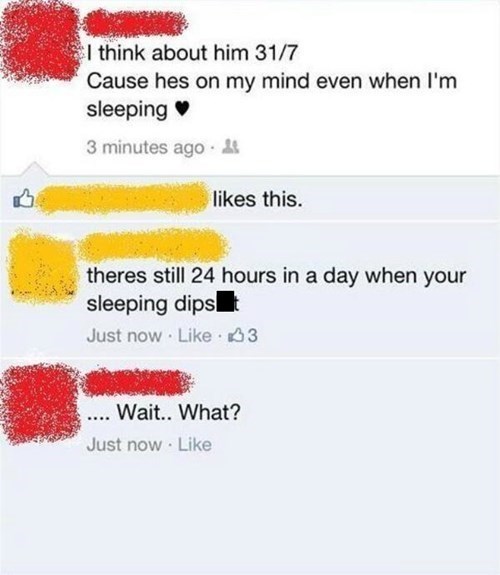 I think about him 31/7
Cause hes on my mind even when I'm
sleeping ♥
3 minutes ago ·
likes this.
theres still 24 hours in a day when your
sleeping dips t
Just now · Like · 3
.... Wait.. What?
Just now · Like